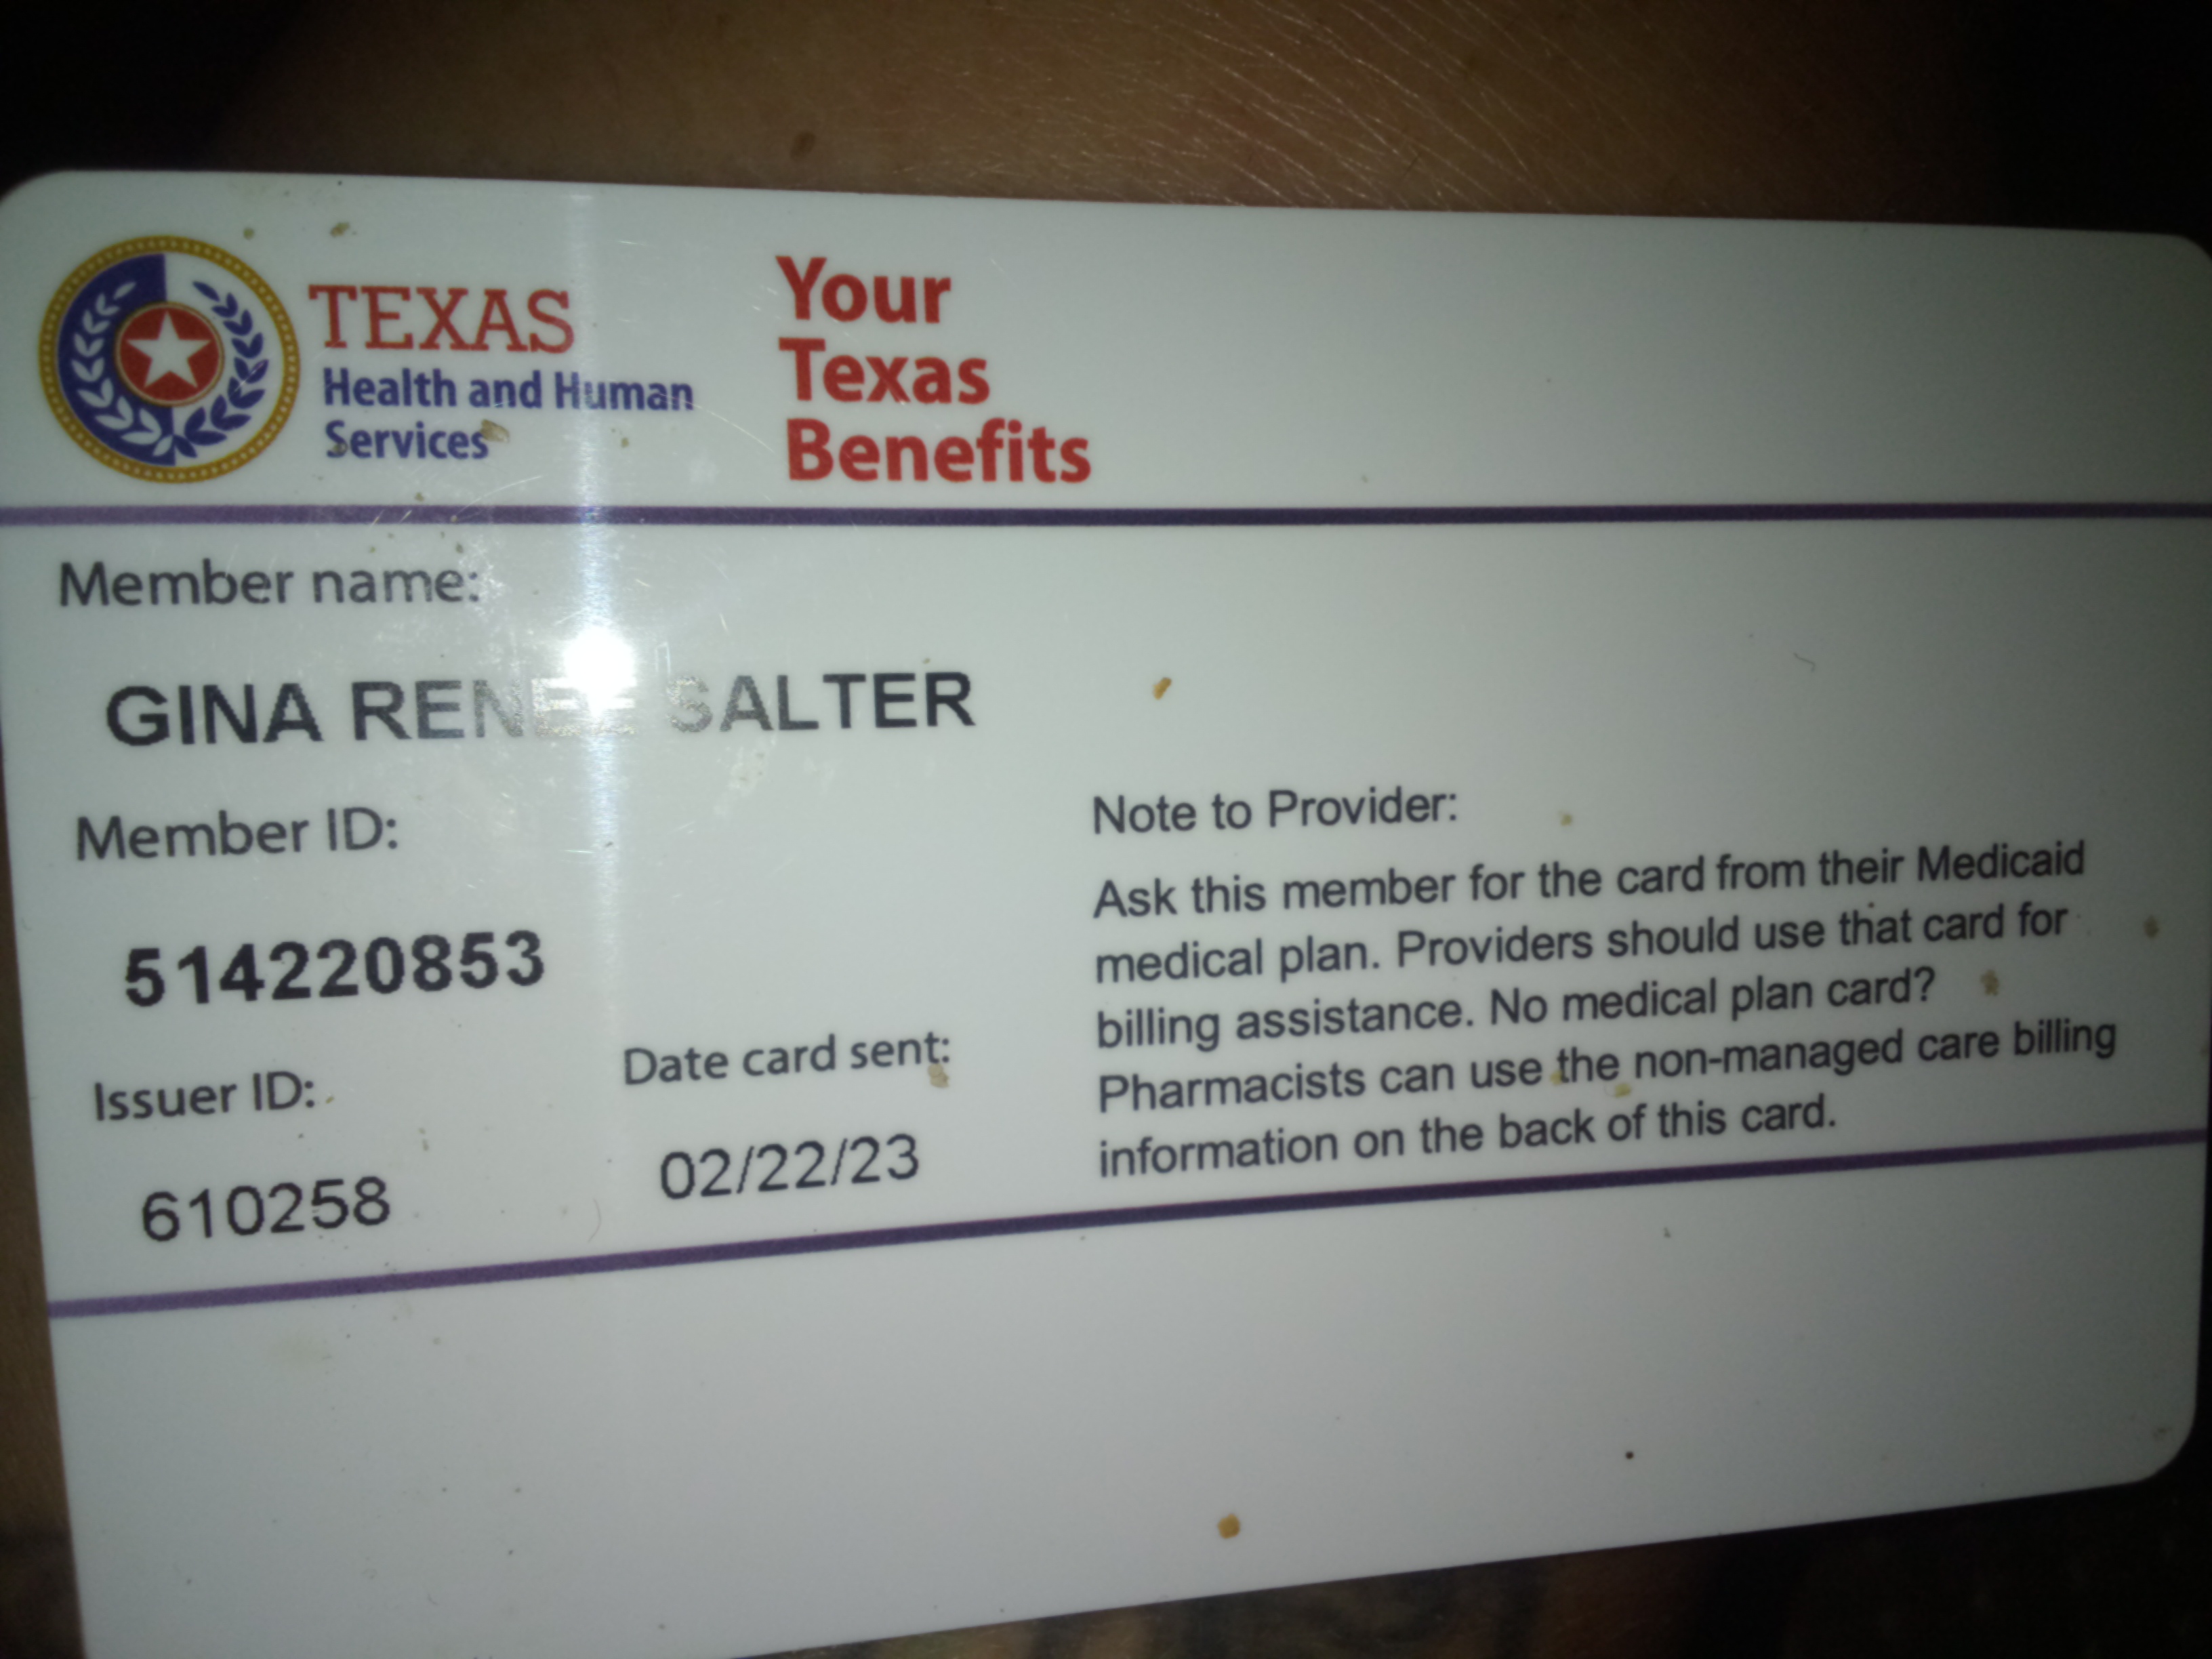 TEXAS
Health and Human
Services
Your
Texas
Benefits
Member name:
GINA RENEE SALTER
Member ID:
514220853
Issuer ID:
610258
Date card sent:
02/22/23
Note to Provider:
Ask this member for the card from their Medicaid
medical plan. Providers should use that card for
billing assistance. No medical plan card?
Pharmacists can use the non-managed care billing
information on the back of this card.